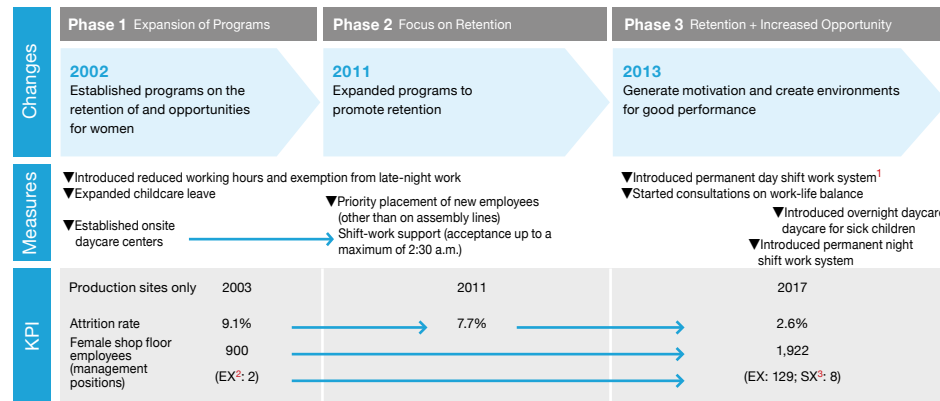 Changes
Phase 1 Expansion of Programs
Phase 2 Focus on Retention
Phase 3 Retention + Increased Opportunity
2002
Established programs on the
retention of and opportunities
for women
2011
Expanded programs to
promote retention
2013
Generate motivation and create environments
for good performance
Measures
▼Introduced reduced working hours and exemption from late-night work
▼Expanded childcare leave
▼Established onsite
daycare centers
▼Priority placement of new employees
(other than on assembly lines)
Shift-work support (acceptance up to a
maximum of 2:30 a.m.)
▼Introduced permanent day shift work system1
▼Started consultations on work-life balance
▼Introduced overnight daycare
daycare for sick children
▼Introduced permanent night
shift work system
KPI
Production sites only 2003 2011 2017
Attrition rate 9.1% 7.7% 2.6%
Female shop floor
employees 900 1,922
(management
positions) (EX2: 2) (EX: 129; SX3: 8)